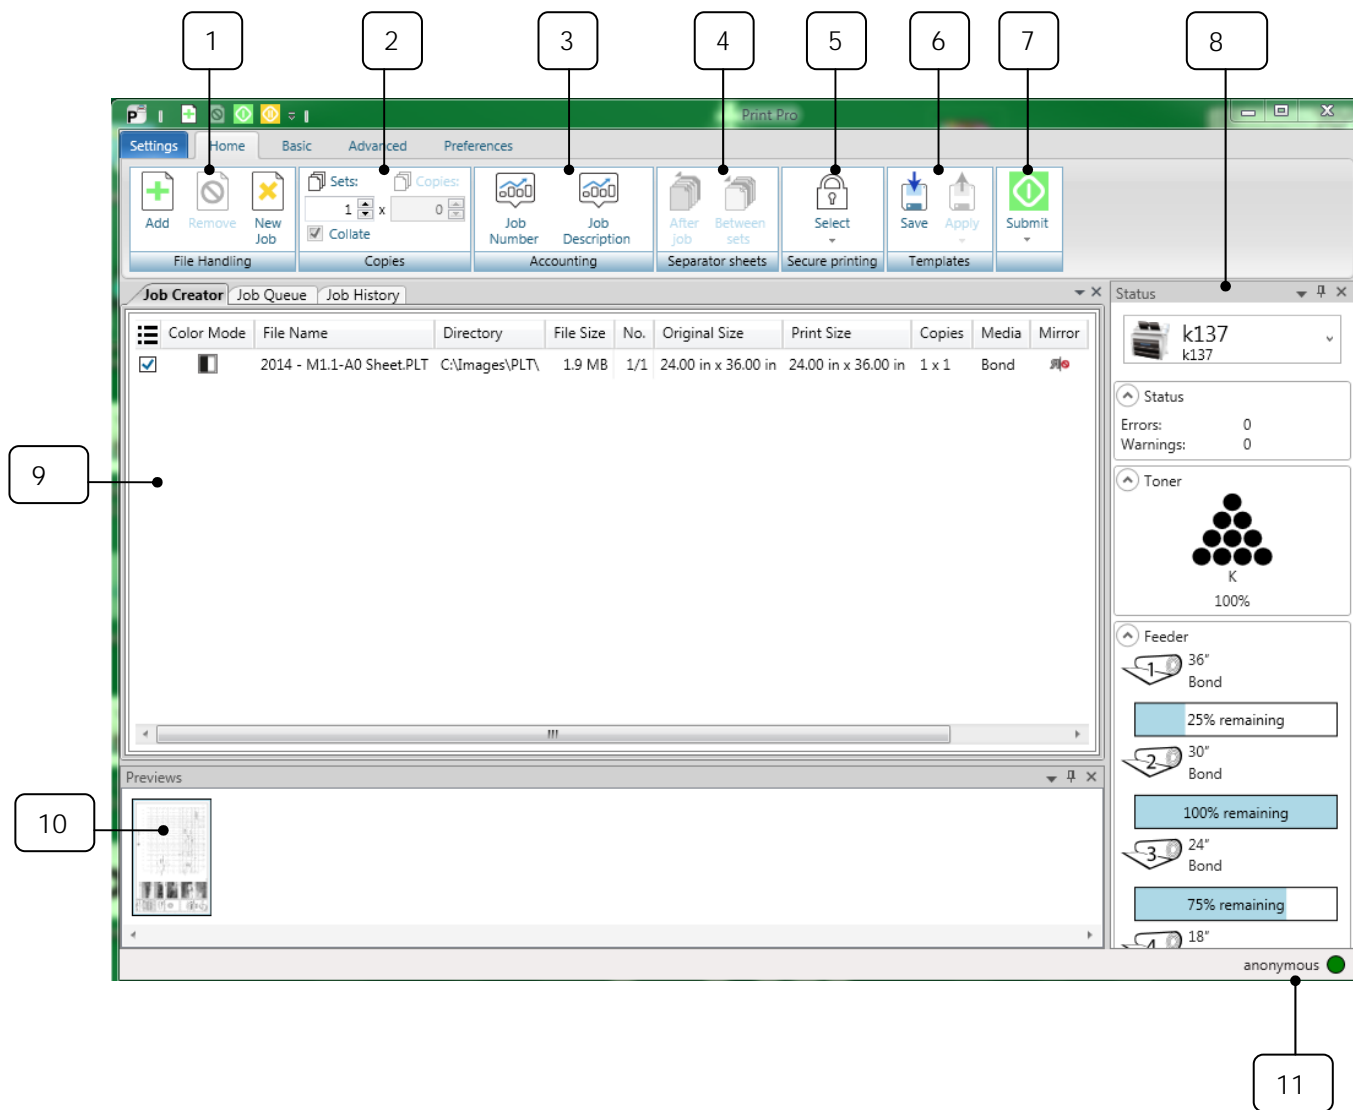 1 2 3 4 5 6 7 8
Print Pro
Settings Home Basic Advanced Preferences
Sets: Copies:
1 x 0
Add Remove New Job
Collate
Job Number Job Description
After job Between sets
Select
Save Apply
Submit
File Handling Copies Accounting Separator sheets Secure printing Templates
Job Creator Job Queue Job History
Color Mode File Name Directory File Size No. Original Size Print Size Copies Media Mirror
2014 - M1.1-A0 Sheet.PLT C:\Images\PLT\ 1.9 MB 1/1 24.00 in x 36.00 in 24.00 in x 36.00 in 1 x 1 Bond
9
Previews
10
Status
k137
k137
Status
Errors: 0
Warnings: 0
Toner
K
100%
Feeder
1 36"
Bond
25% remaining
2 30"
Bond
100% remaining
3 24"
Bond
75% remaining
4 18"
anonymous
11